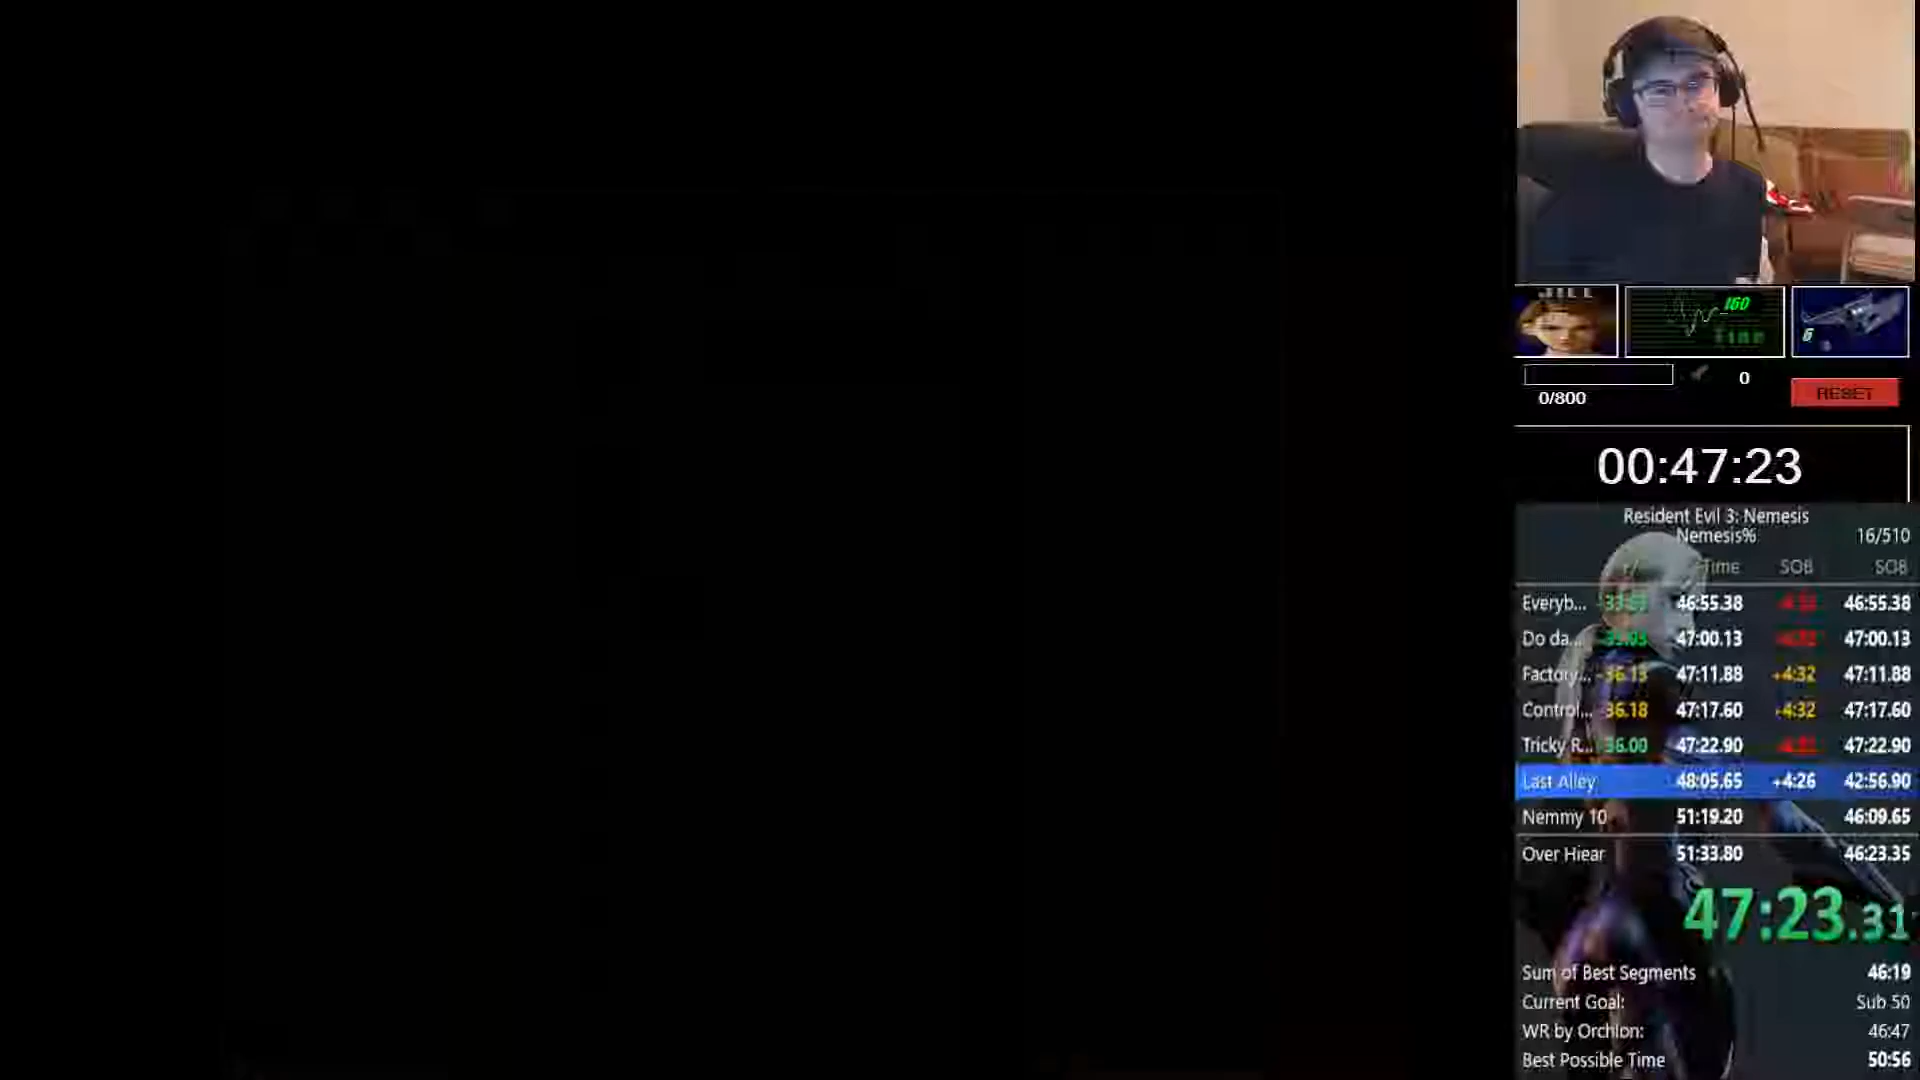 JILL
160
Fine
6
0
0/800
RESET
00:47:23
Resident Evil 3: Nemesis
Nemesis% 16/510
+/- Time SOB SOB
Everyb... 46:55.38 46:55.38
Do da... 47:00.13 47:00.13
Factory... -36.13 47:11.88 +4:32 47:11.88
Control... -36.18 47:17.60 +4:32 47:17.60
Tricky R... -36.00 47:22.90 47:22.90
Last Alley 48:05.65 +4:26 42:56.90
Nemmy 10 51:19.20 46:09.65
Over Hiear 51:33.80 46:23.35
47:23.31
Sum of Best Segments 46:19
Current Goal: Sub 50
WR by Orchlon: 46:47
Best Possible Time 50:56